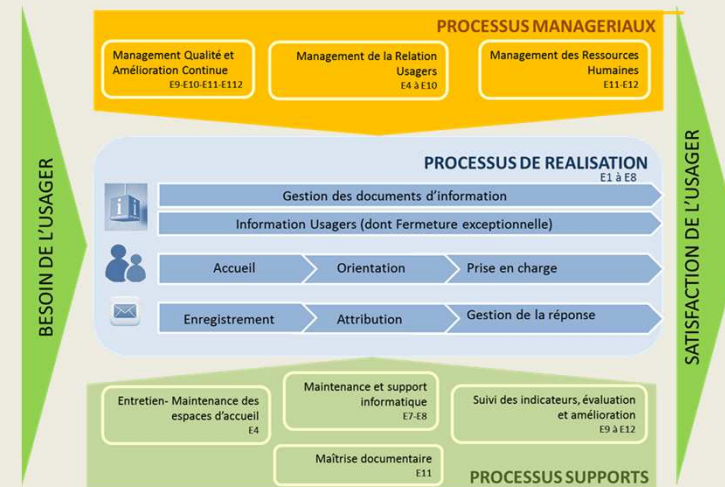 PROCESSUS MANAGERIAUX
Management Qualité et
Amélioration Continue
E9-E10-E11-E112
Management de la Relation
Usagers
E4 à E10
Management des Ressources
Humaines
E11-E12
BESOIN DE L'USAGER
PROCESSUS DE REALISATION
E1 à E8
Gestion des documents d'information
Information Usagers (dont Fermeture exceptionnelle)
Accueil
Orientation
Prise en charge
Enregistrement
Attribution
Gestion de la réponse
SATISFACTION DE L'USAGER
Entretien- Maintenance des
espaces d'accueil
E4
Maintenance et support
informatique
E7-E8
Suivi des indicateurs, évaluation
et amélioration
E9 à E12
Maîtrise documentaire
E11
PROCESSUS SUPPORTS